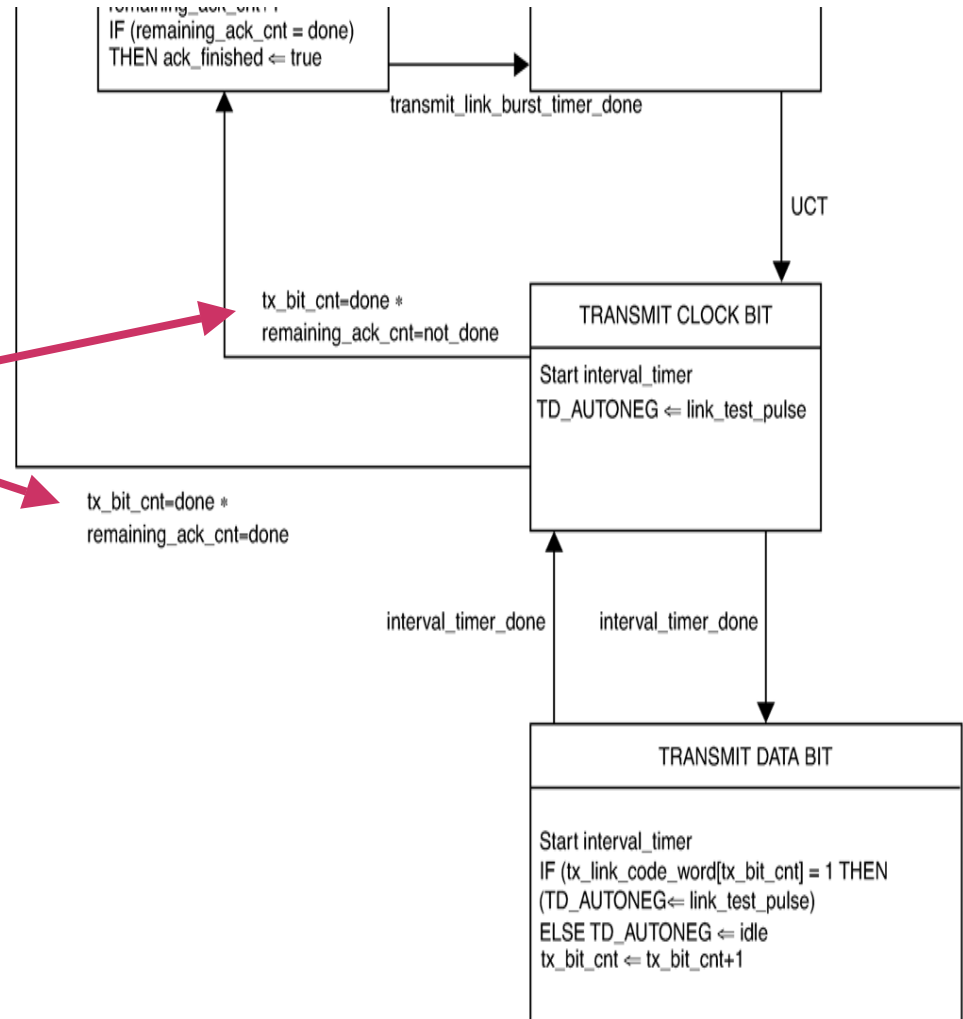 IF (remaining_ack_cnt = done)
THEN ack_finished ⇐ true
transmit_link_burst_timer_done
UCT
tx_bit_cnt=done *
remaining_ack_cnt=not_done
TRANSMIT CLOCK BIT
Start interval_timer
TD_AUTONEG ⇐ link_test_pulse
tx_bit_cnt=done *
remaining_ack_cnt=done
interval_timer_done
interval_timer_done
TRANSMIT DATA BIT
Start interval_timer
IF (tx_link_code_word[tx_bit_cnt] = 1 THEN
(TD_AUTONEG⇐ link_test_pulse)
ELSE TD_AUTONEG ⇐ idle
tx_bit_cnt ⇐ tx_bit_cnt+1